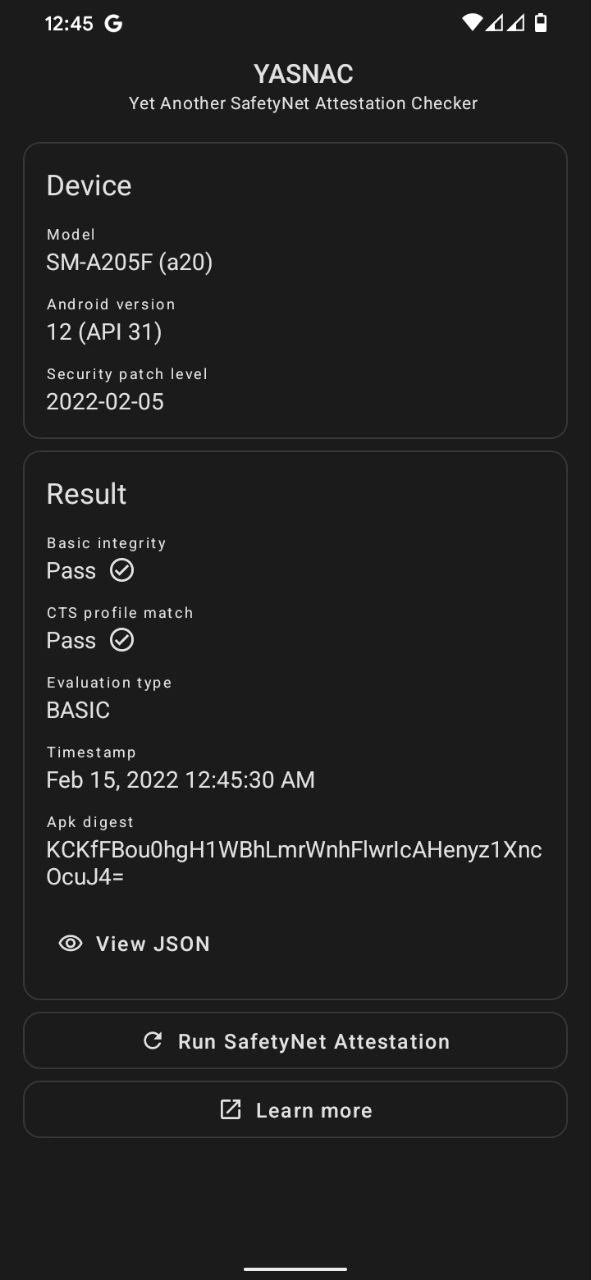 12:45 G
YASNAC
Yet Another SafetyNet Attestation Checker
Device
Model
SM-A205F (a20)
Android version
12 (API 31)
Security patch level
2022-02-05
Result
Basic integrity
Pass
CTS profile match
Pass
Evaluation type
BASIC
Timestamp
Feb 15, 2022 12:45:30 AM
Apk digest
KCKfFBou0hgH1WBhLmrWnhFlwrIcAHenyz1Xnc
OcuJ4=
View JSON
Run SafetyNet Attestation
Learn more